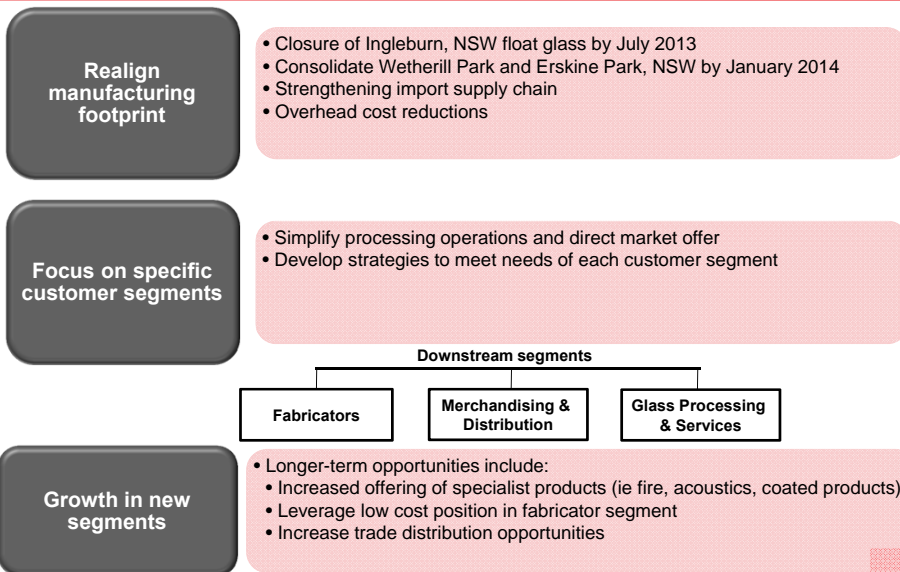 Realign
manufacturing
footprint
• Closure of Ingleburn, NSW float glass by July 2013
• Consolidate Wetherill Park and Erskine Park, NSW by January 2014
• Strengthening import supply chain
• Overhead cost reductions
Focus on specific
customer segments
• Simplify processing operations and direct market offer
• Develop strategies to meet needs of each customer segment
Downstream segments
Fabricators
Merchandising &
Distribution
Glass Processing
& Services
Growth in new
segments
• Longer-term opportunities include:
• Increased offering of specialist products (ie fire, acoustics, coated products)
• Leverage low cost position in fabricator segment
• Increase trade distribution opportunities